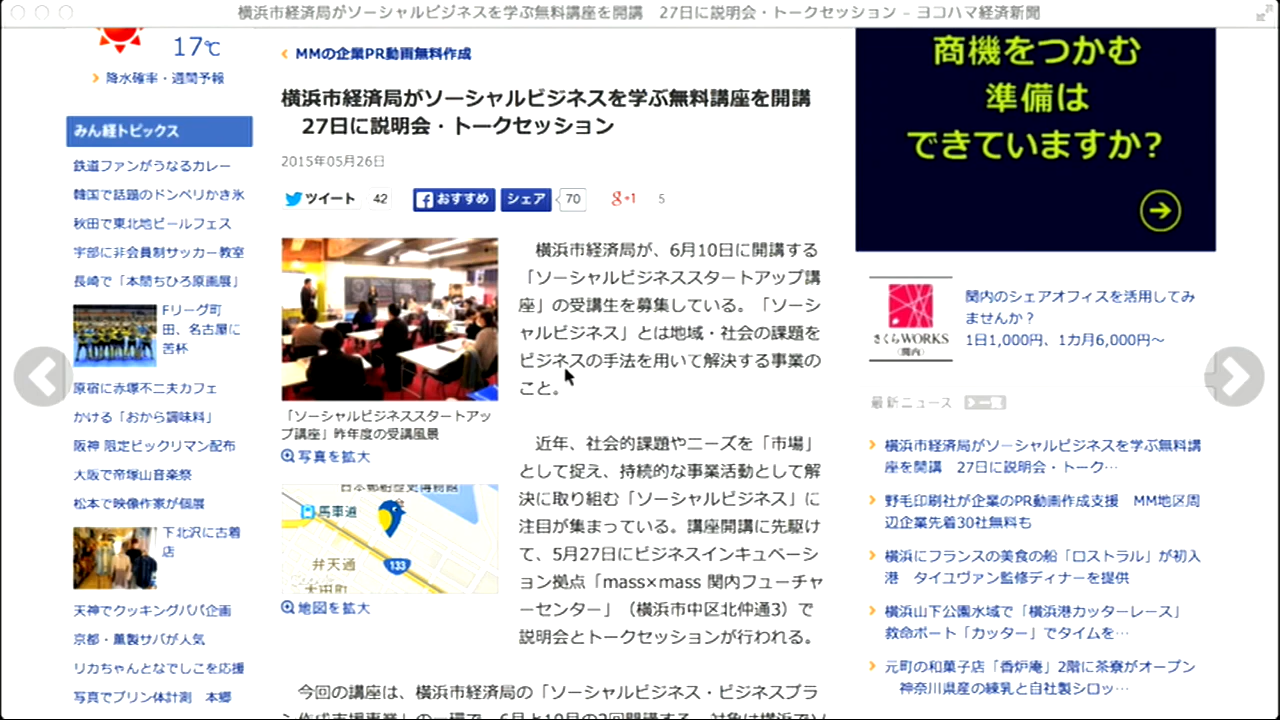 横浜市経済局がソーシャルビジネスを学ぶ無料講座を開講　27日に説明会・トークセッション – ヨコハマ経済新聞
17℃
降水確率・週間予報
みん経トピックス
鉄道ファンがうなるカレー
韓国で話題のドンペリかき氷
秋田で東北地ビールフェス
宇部に非会員制サッカー教室
長崎で「本間ちひろ原画展」
Fリーグ町
田、名古屋に
苦杯
原宿に赤塚不二夫カフェ
かける「おから調味料」
阪神 限定ビックリマン配布
大阪で帝塚山音楽祭
松本で映像作家が個展
下北沢に古着
店
天神でクッキングパパ企画
京都・薫製サバが人気
リカちゃんとなでしこを応援
写真でプリン体計測　本郷
MMの企業PR動画無料作成
横浜市経済局がソーシャルビジネスを学ぶ無料講座を開講
27日に説明会・トークセッション
2015年05月26日
ツイート 42 おすすめ シェア 70 g+1 5
「ソーシャルビジネススタートアッ
プ講座」昨年度の受講風景
写真を拡大
馬車道
弁天通
133
地図を拡大
横浜市経済局が、6月10日に開講する
「ソーシャルビジネススタートアップ講
座」の受講生を募集している。「ソーシ
ャルビジネス」とは地域・社会の課題を
ビジネスの手法を用いて解決する事業の
こと。
近年、社会的課題やニーズを「市場」
として捉え、持続的な事業活動として解
決に取り組む「ソーシャルビジネス」に
注目が集まっている。講座開講に先駆け
て、5月27日にビジネスインキュベーシ
ョン拠点「mass×mass 関内フューチャ
ーセンター」（横浜市中区北仲通3）で
説明会とトークセッションが行われる。
今回の講座は、横浜市経済局の「ソーシャルビジネス・ビジネスプラ
商機をつかむ
準備は
できていますか?
さくらWORKS
〈関内〉
関内のシェアオフィスを活用してみ
ませんか？
1日1,000円、1カ月6,000円～
最新ニュース 一覧
横浜市経済局がソーシャルビジネスを学ぶ無料講
座を開講　27日に説明会・トーク…
野毛印刷社が企業のPR動画作成支援　MM地区周
辺企業先着30社無料も
横浜にフランスの美食の船「ロストラル」が初入
港　タイユヴァン監修ディナーを提供
横浜山下公園水域で「横浜港カッターレース」
救命ボート「カッター」でタイムを…
元町の和菓子店「香炉庵」2階に茶寮がオープン
神奈川県産の練乳と自社製シロッ…